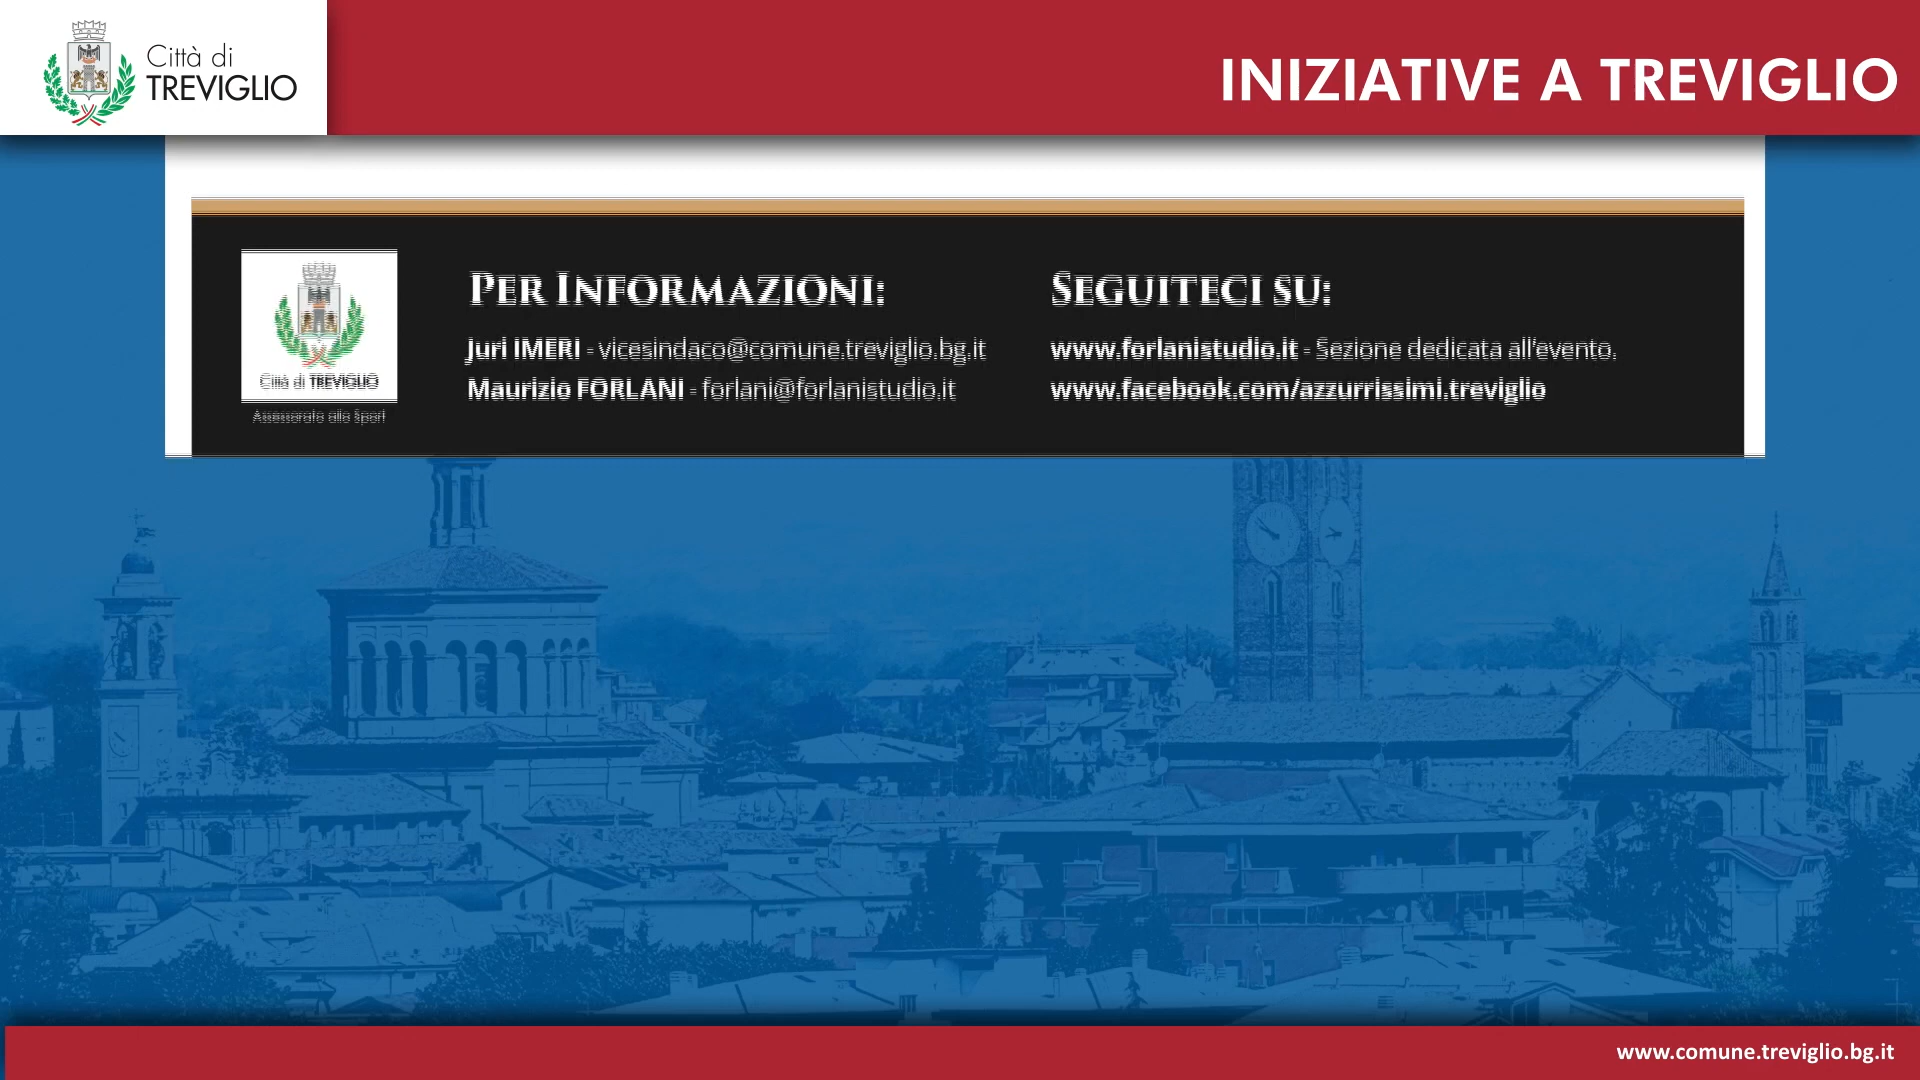 Città di
TREVIGLIO
INIZIATIVE A TREVIGLIO
Città di TREVIGLIO
Assessorato allo Sport
PER INFORMAZIONI:
Juri IMERI - vicesindaco@comune.treviglio.bg.it
Maurizio FORLANI - forlani@forlanistudio.it
SEGUITECI SU:
www.forlanistudio.it - Sezione dedicata all'evento.
www.facebook.com/azzurrissimi.treviglio
www.comune.treviglio.bg.it